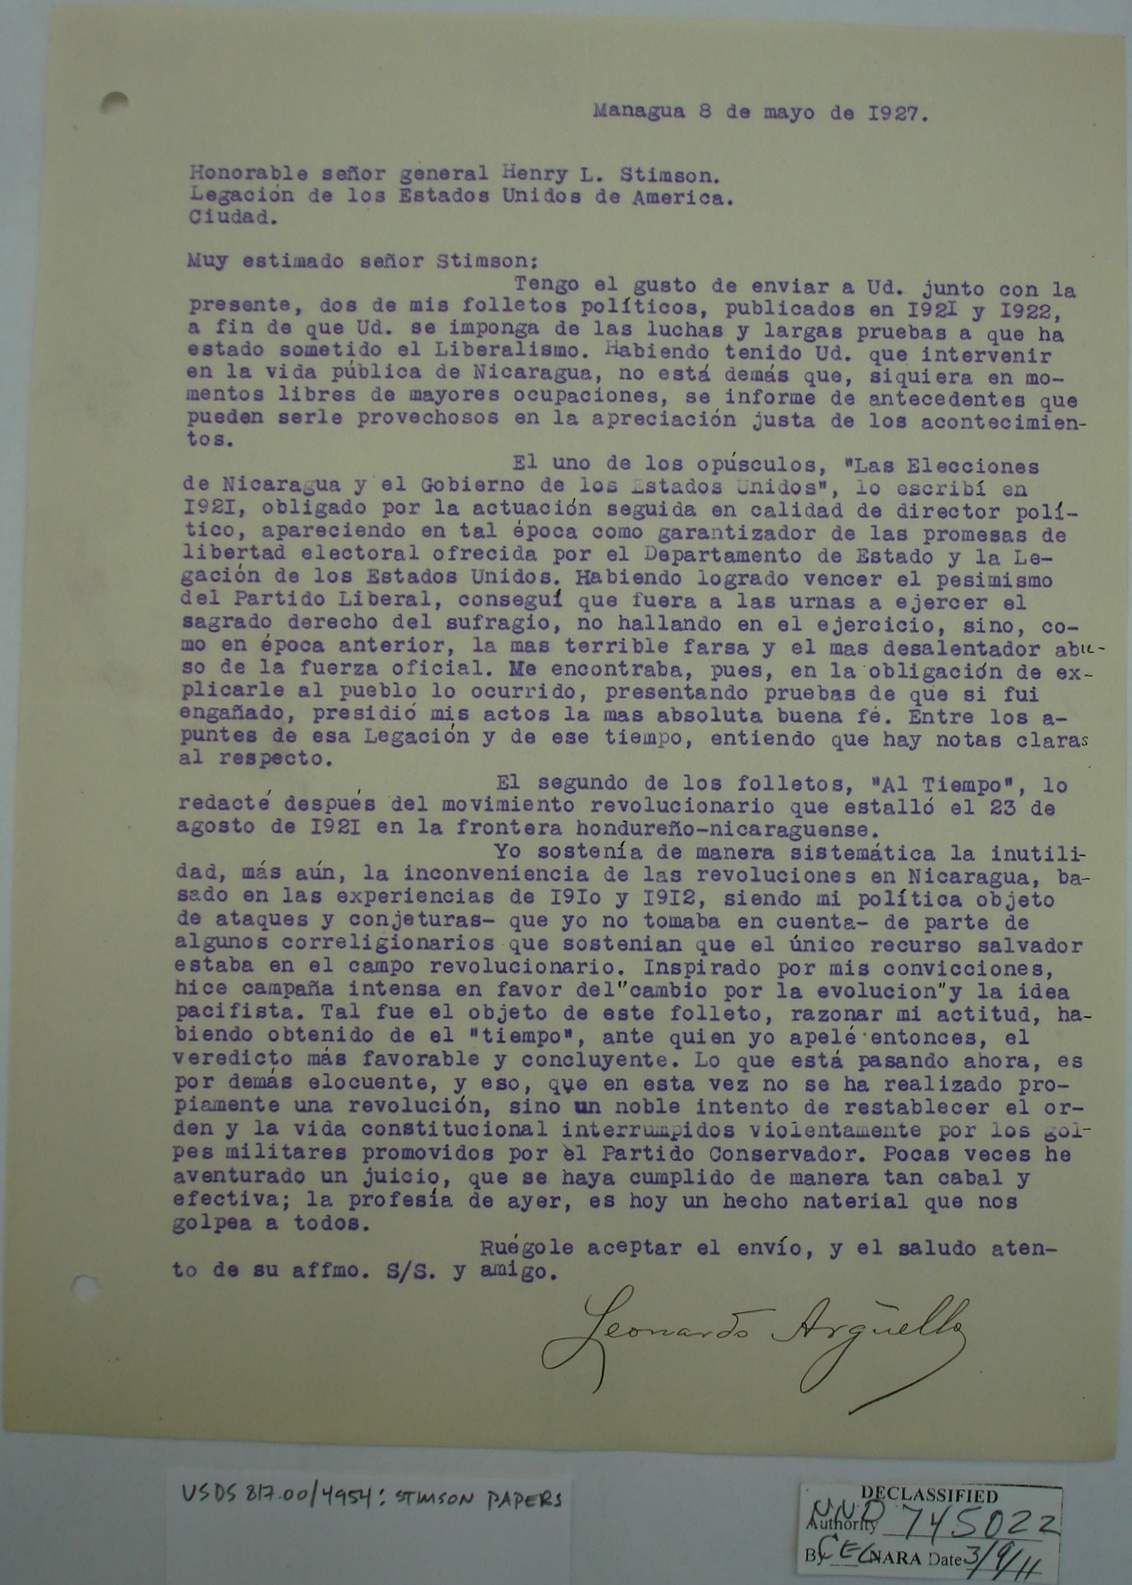 Managua 8 de mayo de I927.
Honorable señor general Henry L. Stimson.
Legación de los Estados Unidos de America.
Ciudad.
Muy estimado señor Stimson;
Tengo el gusto de enviar a Ud. junto con la
presente, dos de mis folletos políticos, publicados en I92I y I922,
a fin de que Ud. se imponga de las luchas y largas pruebas a que ha
estado sometido el Liberalismo. Habiendo tenido Ud. que intervenir
en la vida pública de Nicaragua, no está demás que, siquiera en mo-
mentos libres de mayores ocupaciones, se informe de antecedentes que
pueden serle provechosos en la apreciación justa de los acontecimien-
tos.
El uno de los opúsculos, "Las Elecciones
de Nicaragua y el Gobierno de los Estados Unidos", lo escribí en
I92I, obligado por la actuación seguida en calidad de director polí-
tico, apareciendo en tal época como garantizador de las promesas de
libertad electoral ofrecida por el Departamento de Estado y la Le-
gación de los Estados Unidos. Habiendo logrado vencer el pesimismo
del Partido Liberal, conseguí que fuera a las urnas a ejercer el
sagrado derecho del sufragio, no hallando en el ejercicio, sino, co-
mo en época anterior, la mas terrible farsa y el mas desalentador abu-
so de la fuerza oficial. Me encontraba, pues, en la obligación de ex-
plicarle al pueblo lo ocurrido, presentando pruebas de que si fui
engañado, presidió mis actos la mas absoluta buena fé. Entre los a-
puntes de esa Legación y de ese tiempo, entiendo que hay notas claras
al respecto.
El segundo de los folletos, "Al Tiempo", lo
redacté después del movimiento revolucionario que estalló el 23 de
agosto de I92I en la frontera hondureño-nicaraguense.
Yo sostenía de manera sistemática la inutili-
dad, más aún, la inconveniencia de las revoluciones en Nicaragua, ba-
sado en las experiencias de I9Io y I9I2, siendo mi política objeto
de ataques y conjeturas- que yo no tomaba en cuenta- de parte de
algunos correligionarios que sostenian que el único recurso salvador
estaba en el campo revolucionario. Inspirado por mis convicciones,
hice campaña intensa en favor del"cambio por la evolucion"y la idea
pacifista. Tal fue el objeto de este folleto, razonar mi actitud, ha-
biendo obtenido de el "tiempo", ante quien yo apelé entonces, el
veredicto más favorable y concluyente. Lo que está pasando ahora, es
por demás elocuente, y eso, que en esta vez no se ha realizado pro-
piamente una revolución, sino un noble intento de restablecer el or-
den y la vida constitucional interrumpidos violentamente por los gol-
pes militares promovidos por el Partido Conservador. Pocas veces he
aventurado un juicio, que se haya cumplido de manera tan cabal y
efectiva; la profesía de ayer, es hoy un hecho naterial que nos
golpea a todos.
Ruégole aceptar el envío, y el saludo aten-
to de su affmo. S/S. y amigo.
Leonardo Argüello
USDS 817.00/4954: STIMSON PAPERS
DECLASSIFIED
Authority NND 745022
By CEC NARA Date 3/9/11